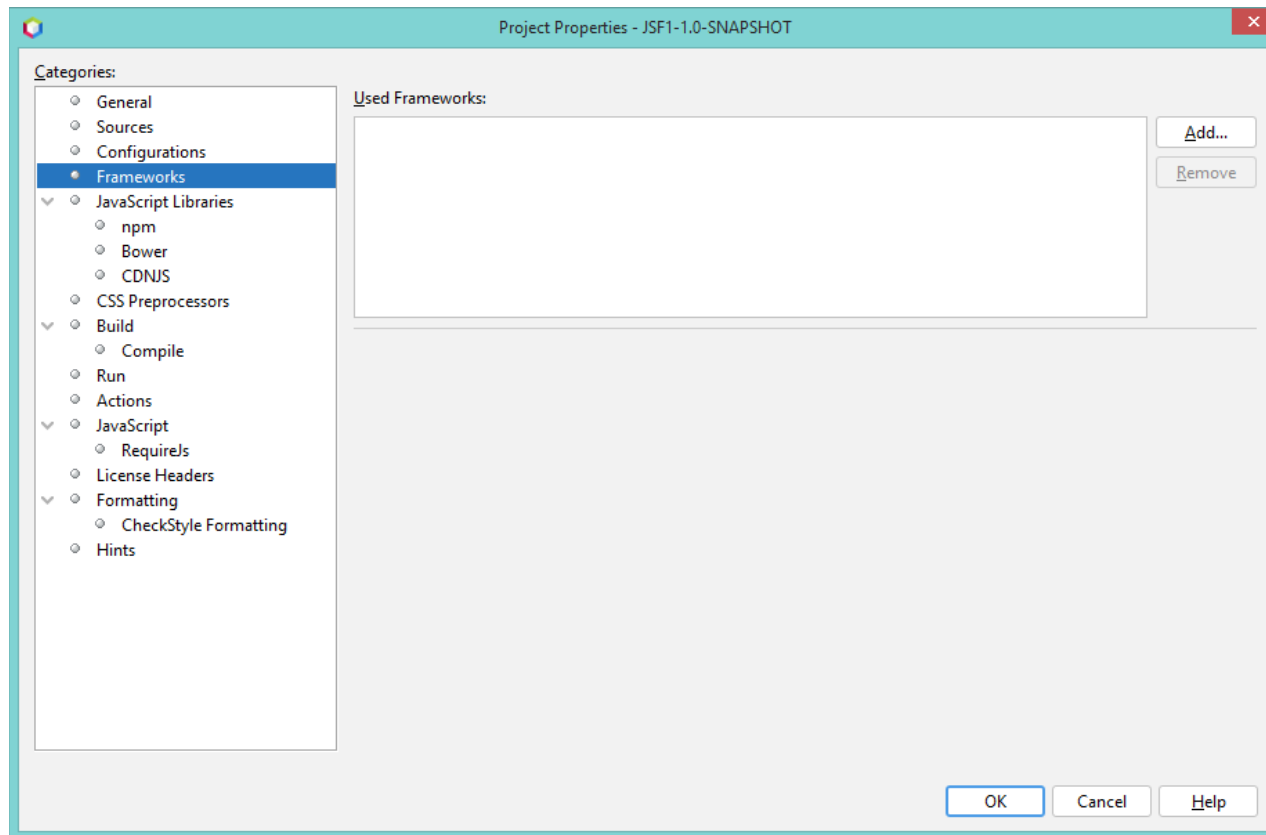 Project Properties - JSF1-1.0-SNAPSHOT
Categories:
General
Sources
Configurations
Frameworks
JavaScript Libraries
npm
Bower
CDNJS
CSS Preprocessors
Build
Compile
Run
Actions
JavaScript
RequireJs
License Headers
Formatting
CheckStyle Formatting
Hints
Used Frameworks:
Add...
Remove
OK Cancel Help